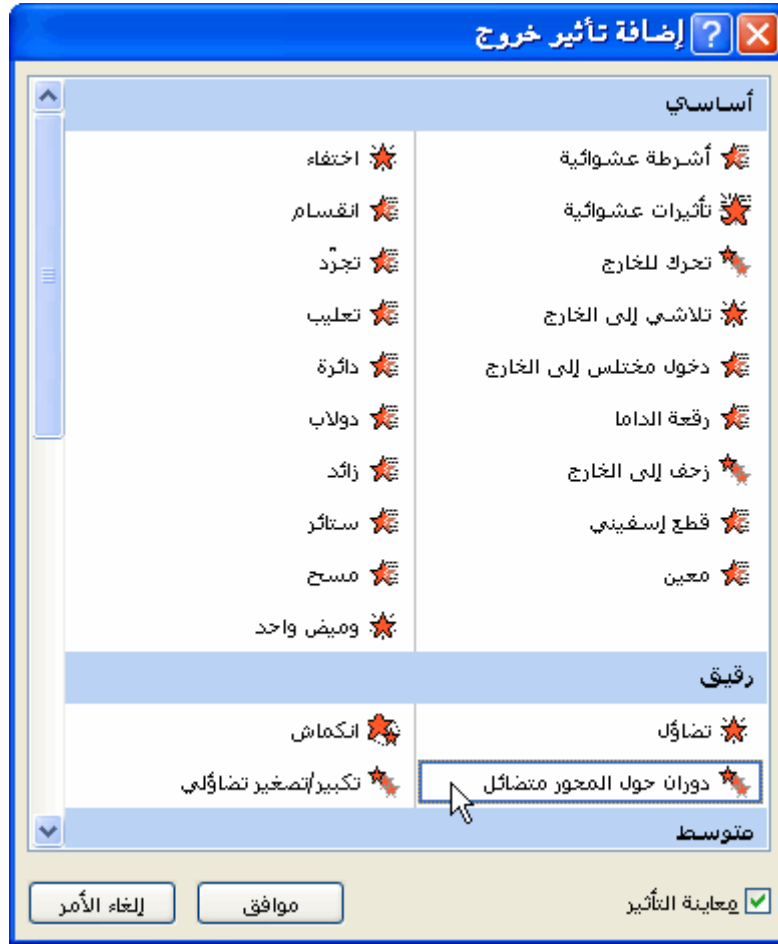 إضافة تأثير خروج
أساسي
أشرطة عشوائية
اختفاء
تأثيرات عشوائية
انقسام
تحرك للخارج
تجرّد
تلاشي إلى الخارج
تعليب
دخول مختلس إلى الخارج
دائرة
رقعة الداما
دولاب
زحف إلى الخارج
زائد
قطع إسفيني
ستائر
معين
مسح
وميض واحد
رقيق
تضاؤل
انكماش
دوران حول المحور متضائل
تكبير/تصغير تضاؤلي
متوسط
معاينة التأثير
موافق
إلغاء الأمر